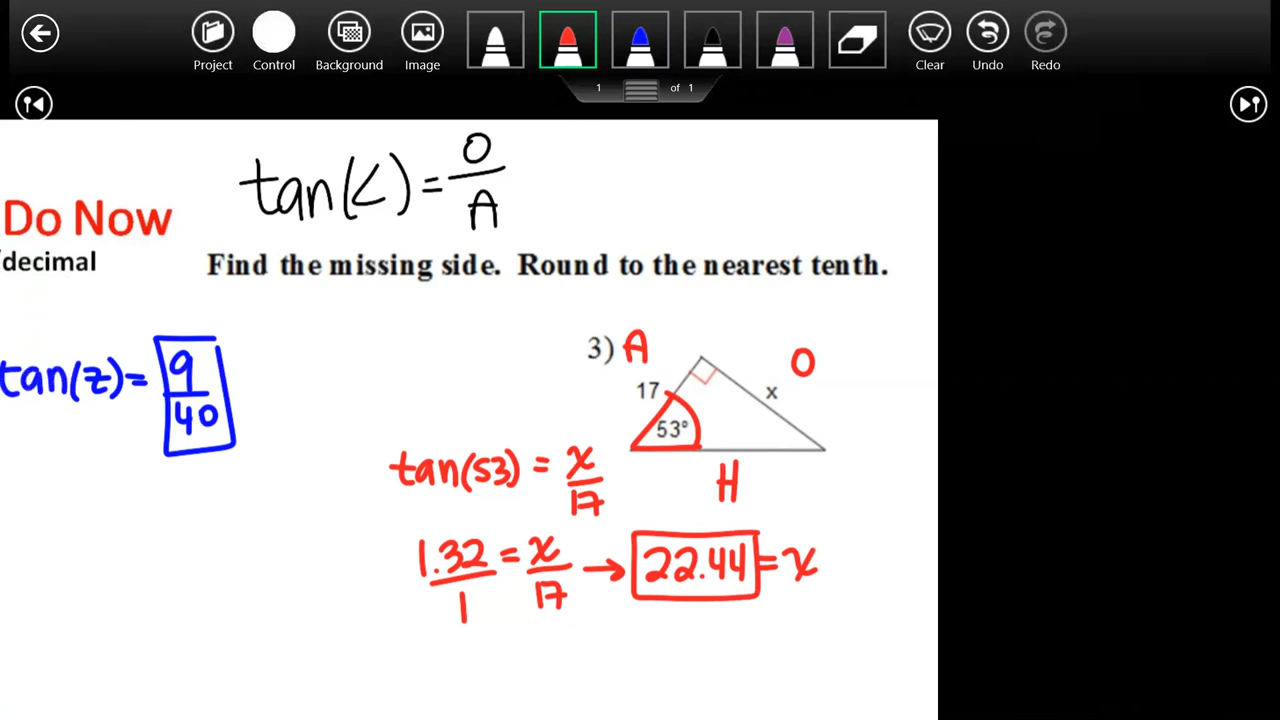 Project Control Background Image Clear Undo Redo
1 of 1
tan(<) = O/A
Do Now
/decimal
Find the missing side. Round to the nearest tenth.
tan(z) = 9/40
3) A
O
17
x
53°
H
tan(53) = x/17
1.32/1 = x/17 → 22.44 = x